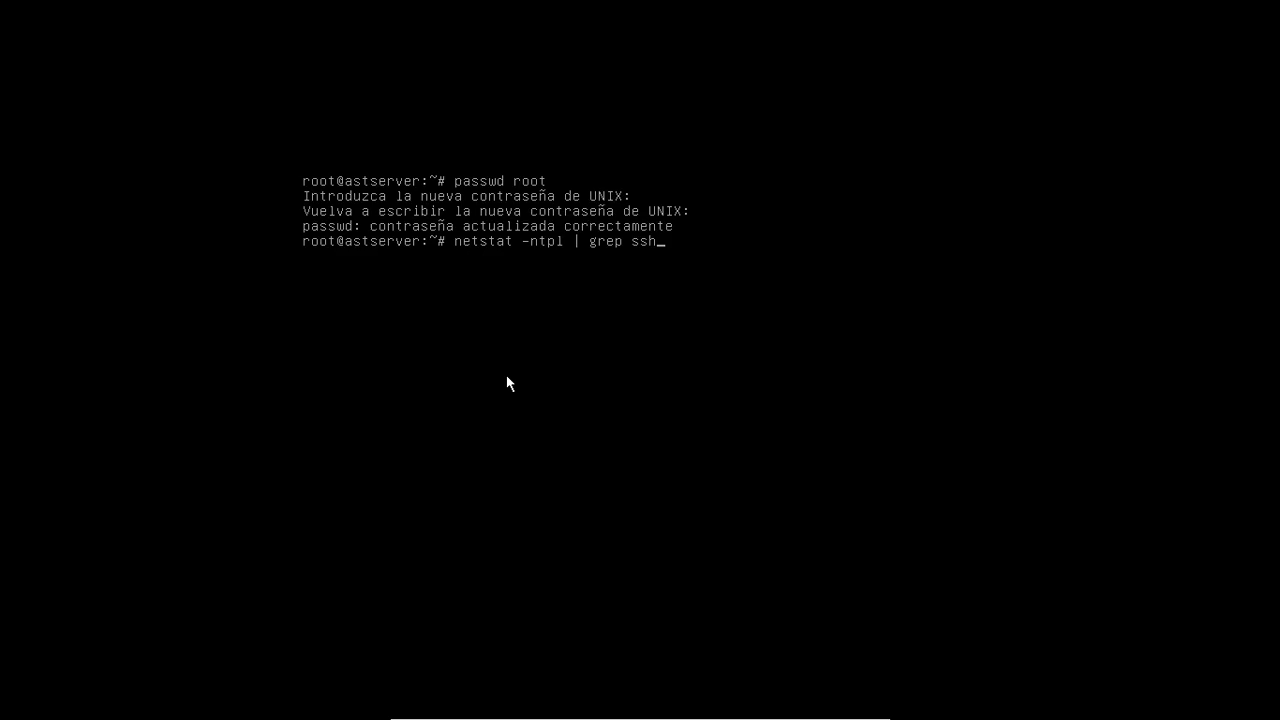 root@astserver:~# passwd root
Introduzca la nueva contraseña de UNIX:
Vuelva a escribir la nueva contraseña de UNIX:
passwd: contraseña actualizada correctamente
root@astserver:~# netstat -ntpl | grep ssh_